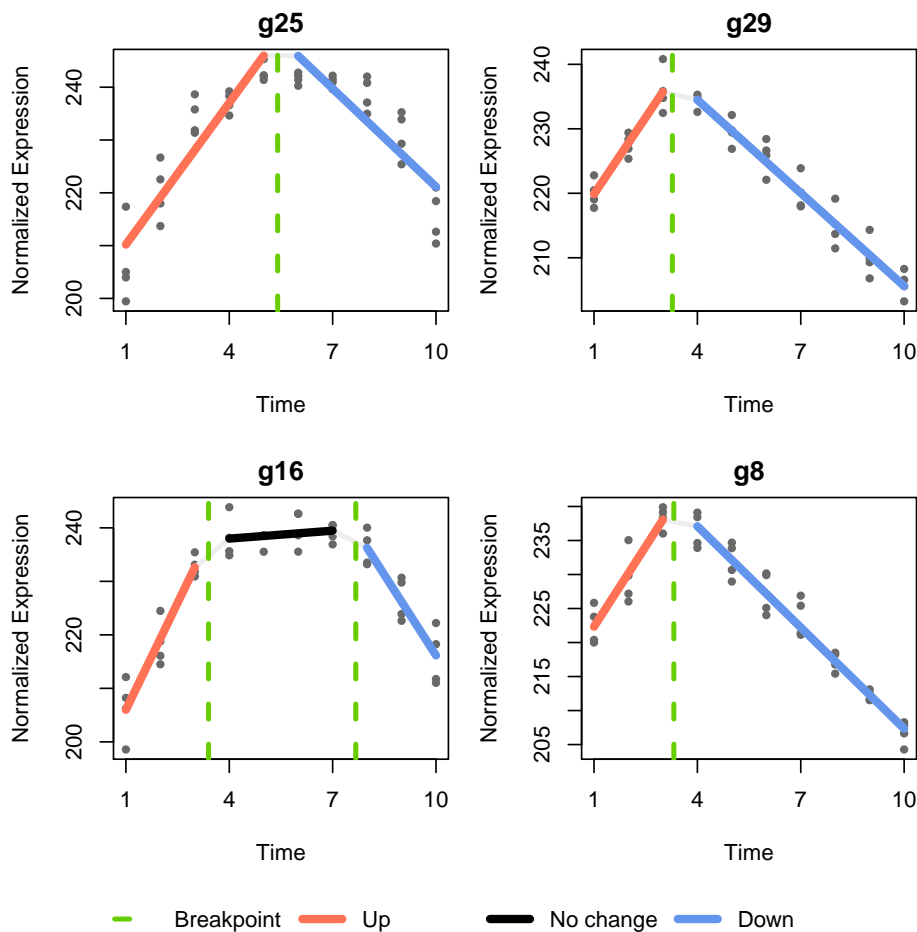 g25
Normalized Expression
200
220
240
1 4 7 10
Time
g29
Normalized Expression
210
220
230
240
1 4 7 10
Time
g16
Normalized Expression
200
220
240
1 4 7 10
Time
g8
Normalized Expression
205
215
225
235
1 4 7 10
Time
Breakpoint Up No change Down